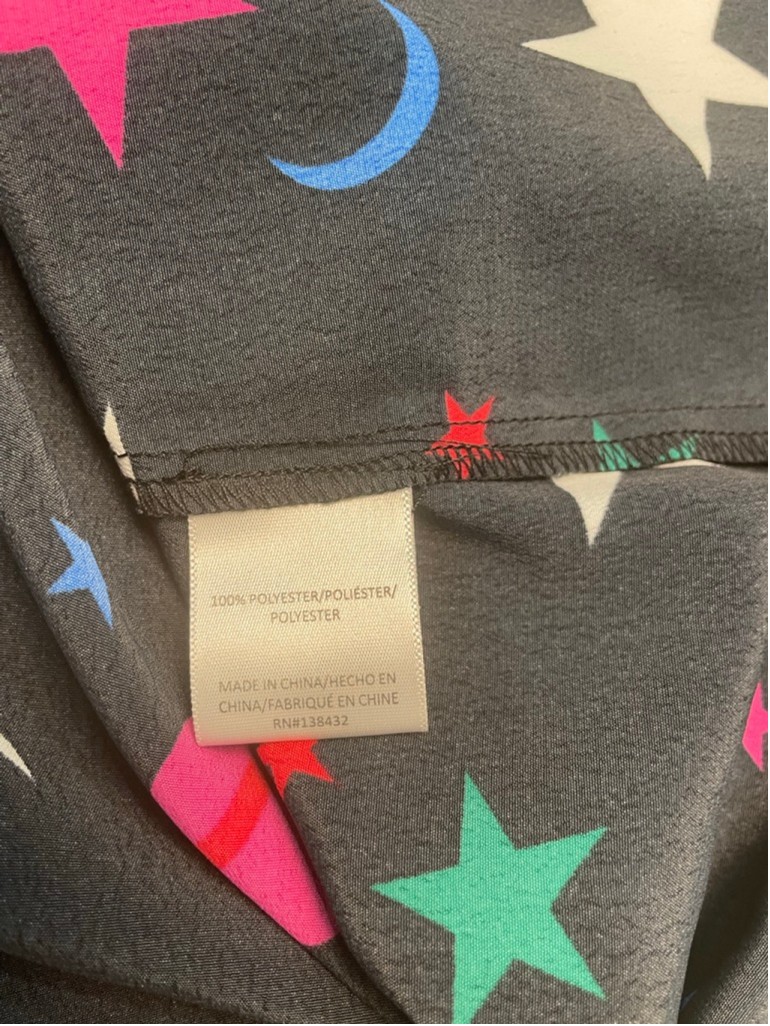 100% POLYESTER/POLIÉSTER/
POLYESTER
MADE IN CHINA/HECHO EN
CHINA/FABRIQUÉ EN CHINE
RN#138432